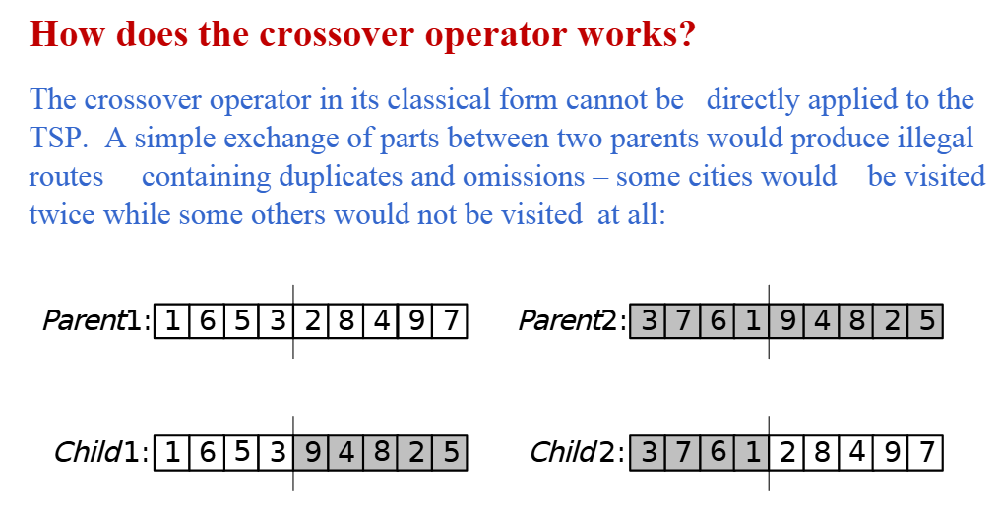 How does the crossover operator works?
The crossover operator in its classical form cannot be directly applied to the
TSP. A simple exchange of parts between two parents would produce illegal
routes containing duplicates and omissions – some cities would be visited
twice while some others would not be visited at all:
Parent1: 1 6 5 3 2 8 4 9 7 Parent2: 3 7 6 1 9 4 8 2 5
Child1: 1 6 5 3 9 4 8 2 5 Child2: 3 7 6 1 2 8 4 9 7